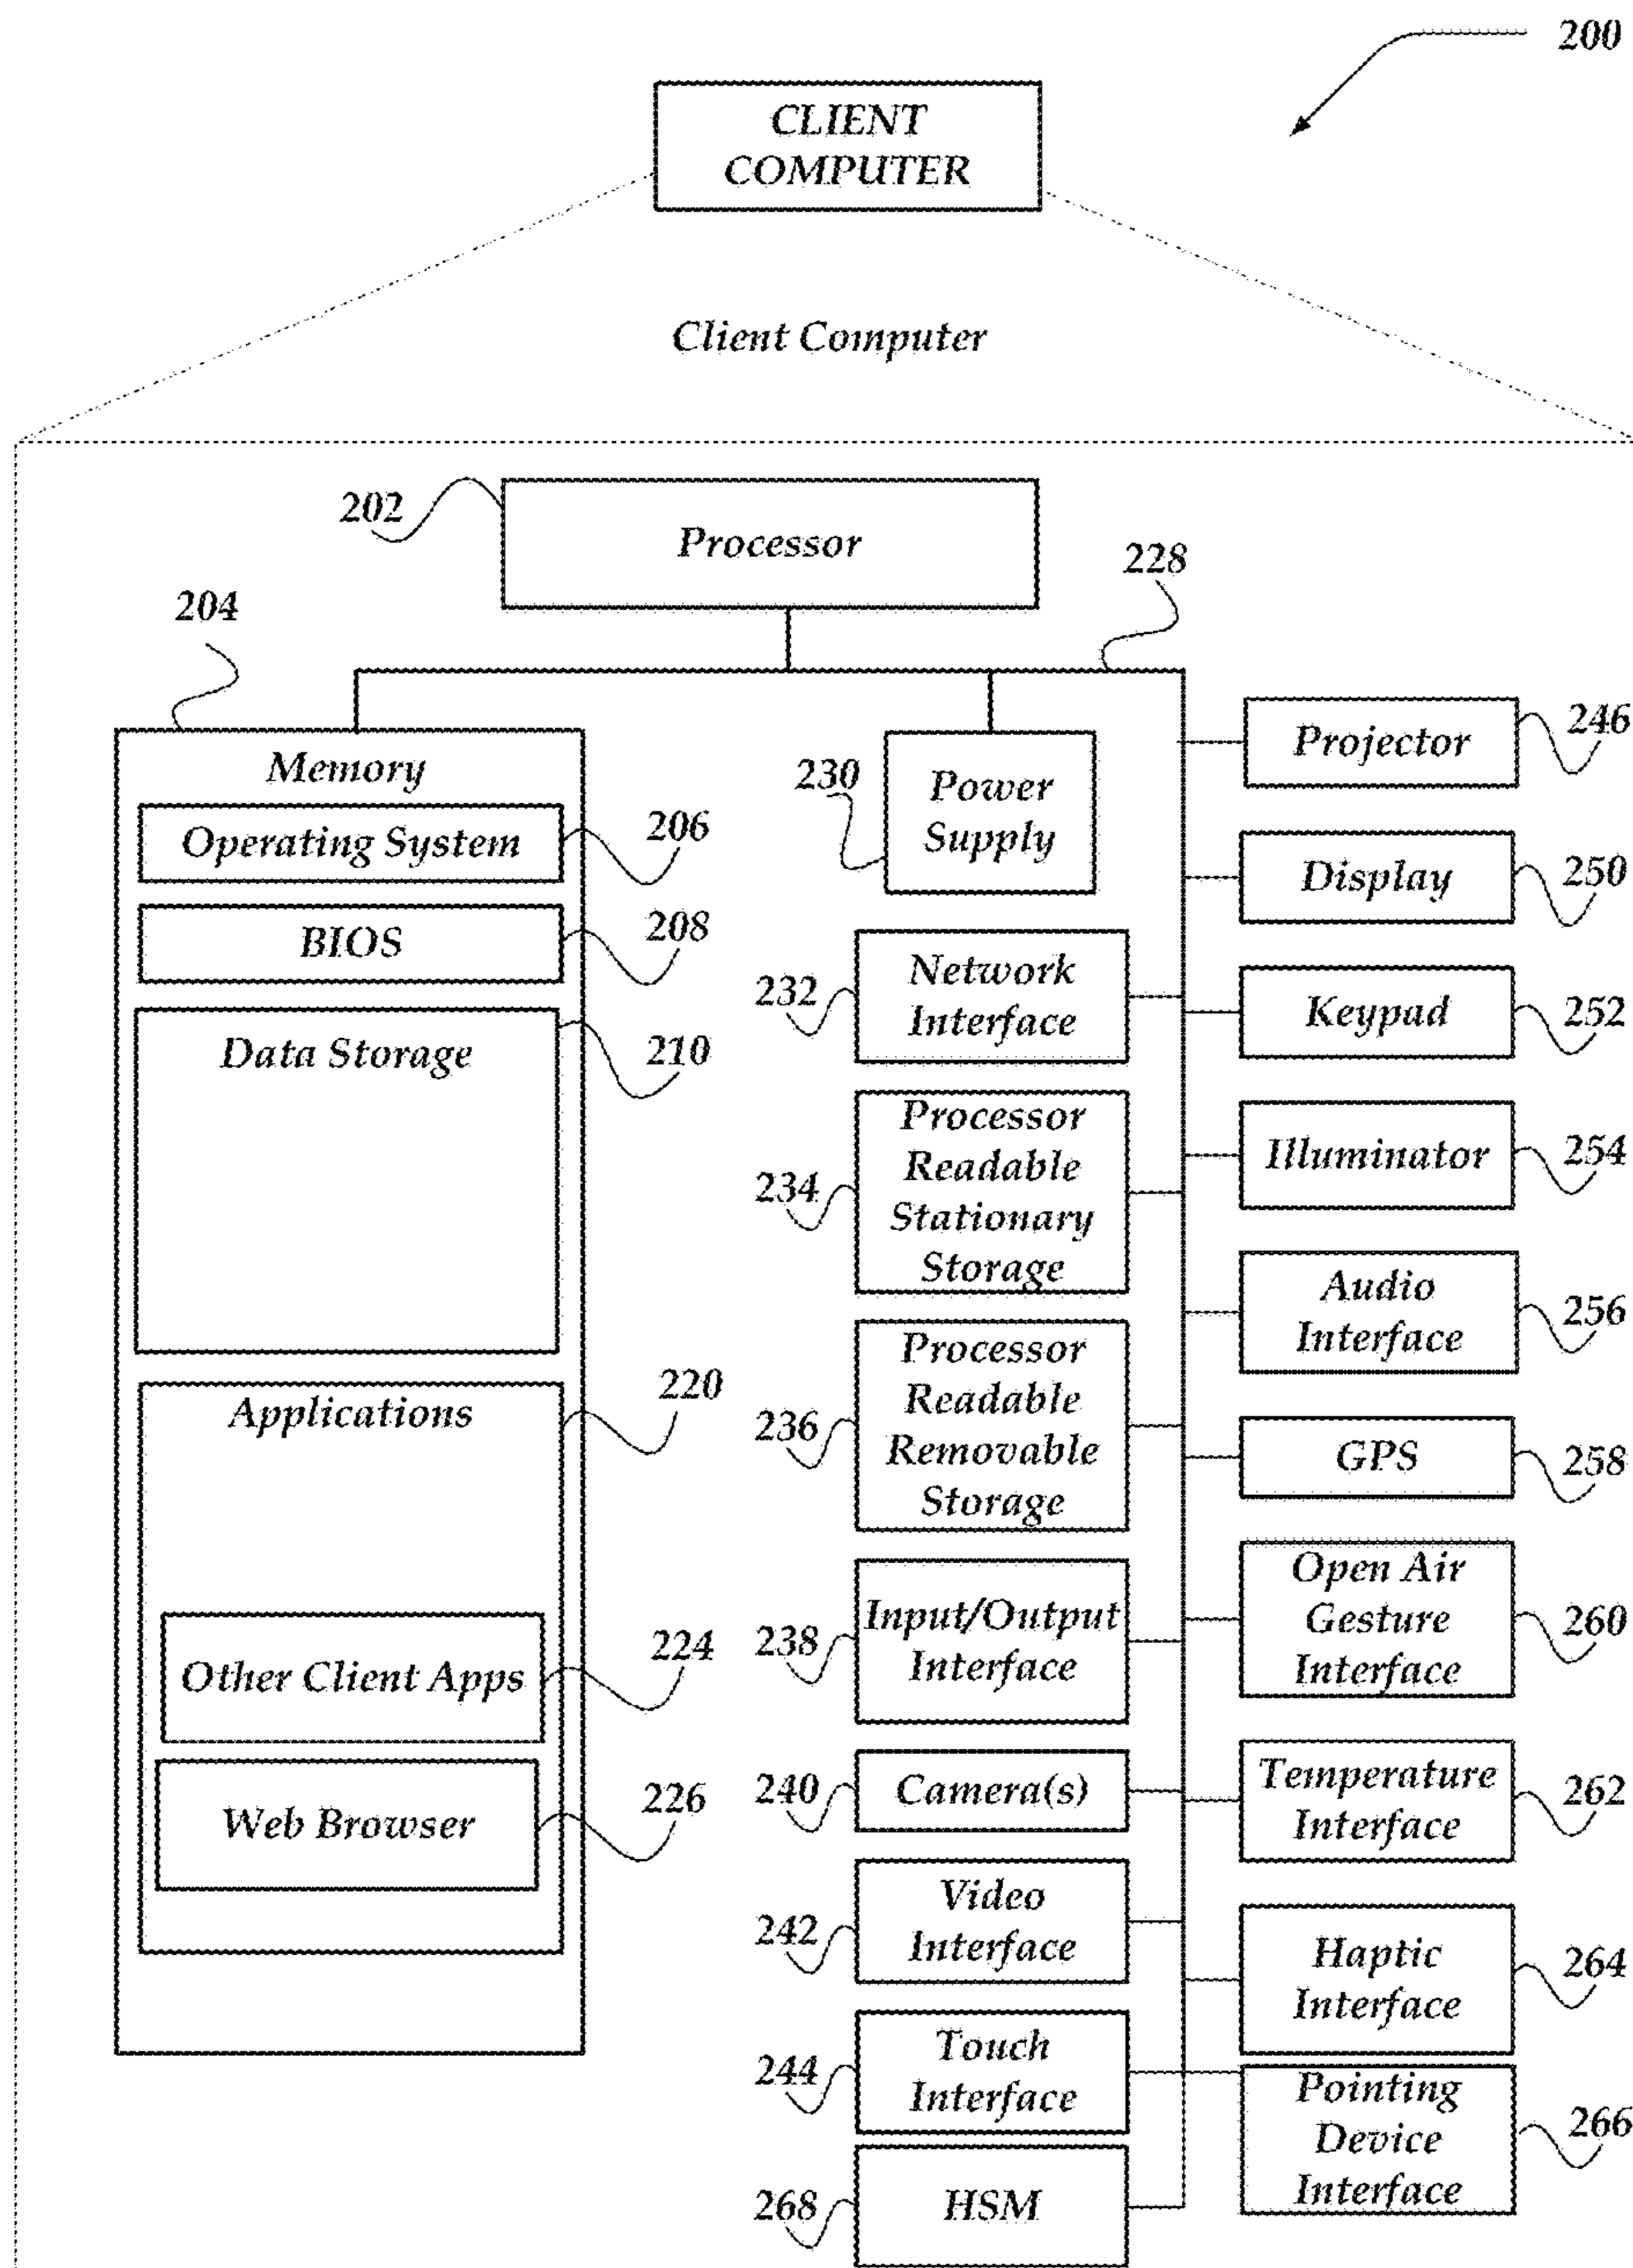 200
CLIENT
COMPUTER
Client Computer
202
Processor
228
204
Memory
Operating System
206
BIOS
208
Data Storage
210
Applications
220
Other Client Apps
224
Web Browser
226
230
Power
Supply
232
Network
Interface
234
Processor
Readable
Stationary
Storage
236
Processor
Readable
Removable
Storage
238
Input/Output
Interface
240
Camera(s)
242
Video
Interface
244
Touch
Interface
268
HSM
Projector
246
Display
250
Keypad
252
Illuminator
254
Audio
Interface
256
GPS
258
Open Air
Gesture
Interface
260
Temperature
Interface
262
Haptic
Interface
264
Pointing
Device
Interface
266